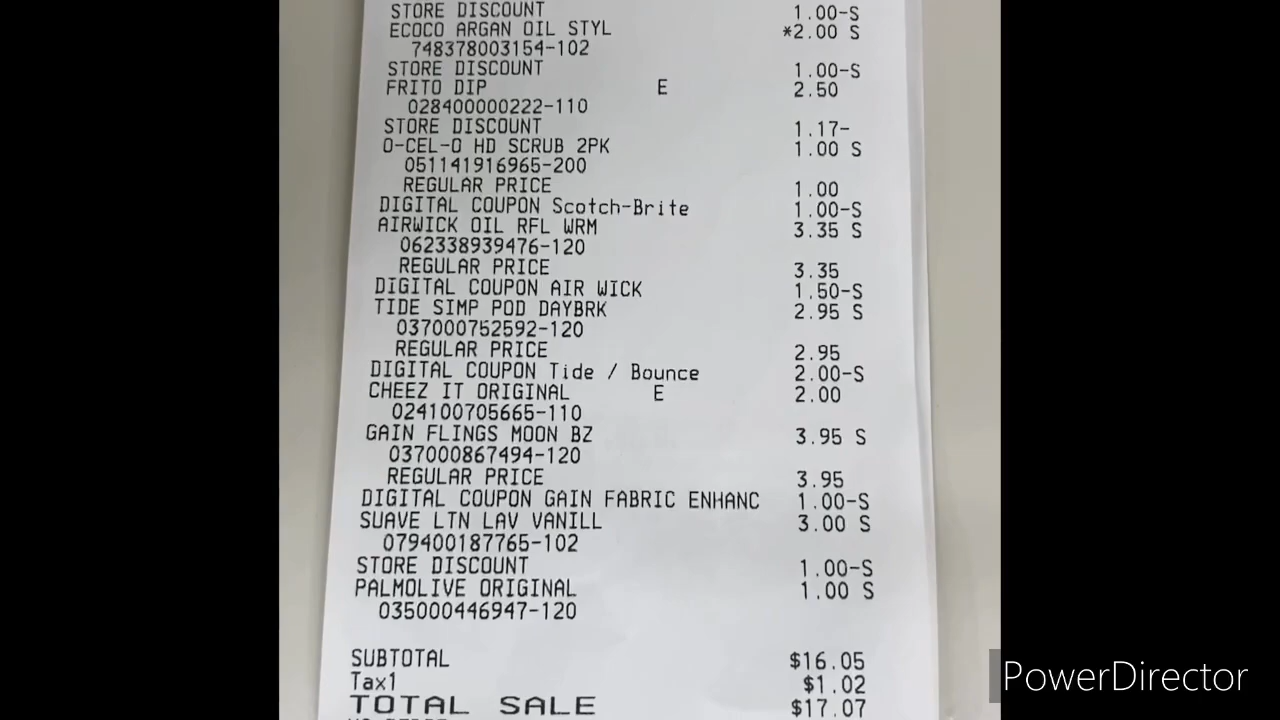 STORE DISCOUNT 1.00-S
ECOCO ARGAN OIL STYL *2.00 S
748378003154-102
STORE DISCOUNT 1.00-S
FRITO DIP E 2.50
028400000222-110
STORE DISCOUNT 1.17-
O-CEL-O HD SCRUB 2PK 1.00 S
051141916965-200
REGULAR PRICE 1.00
DIGITAL COUPON Scotch-Brite 1.00-S
AIRWICK OIL RFL WRM 3.35 S
062338939476-120
REGULAR PRICE 3.35
DIGITAL COUPON AIR WICK 1.50-S
TIDE SIMP POD DAYBRK 2.95 S
037000752592-120
REGULAR PRICE 2.95
DIGITAL COUPON Tide / Bounce 2.00-S
CHEEZ IT ORIGINAL E 2.00
024100705665-110
GAIN FLINGS MOON BZ 3.95 S
037000867494-120
REGULAR PRICE 3.95
DIGITAL COUPON GAIN FABRIC ENHANC 1.00-S
SUAVE LTN LAV VANILL 3.00 S
079400187765-102
STORE DISCOUNT 1.00-S
PALMOLIVE ORIGINAL 1.00 S
035000446947-120
SUBTOTAL $16.05
Tax1 $1.02
TOTAL SALE $17.07
PowerDirector